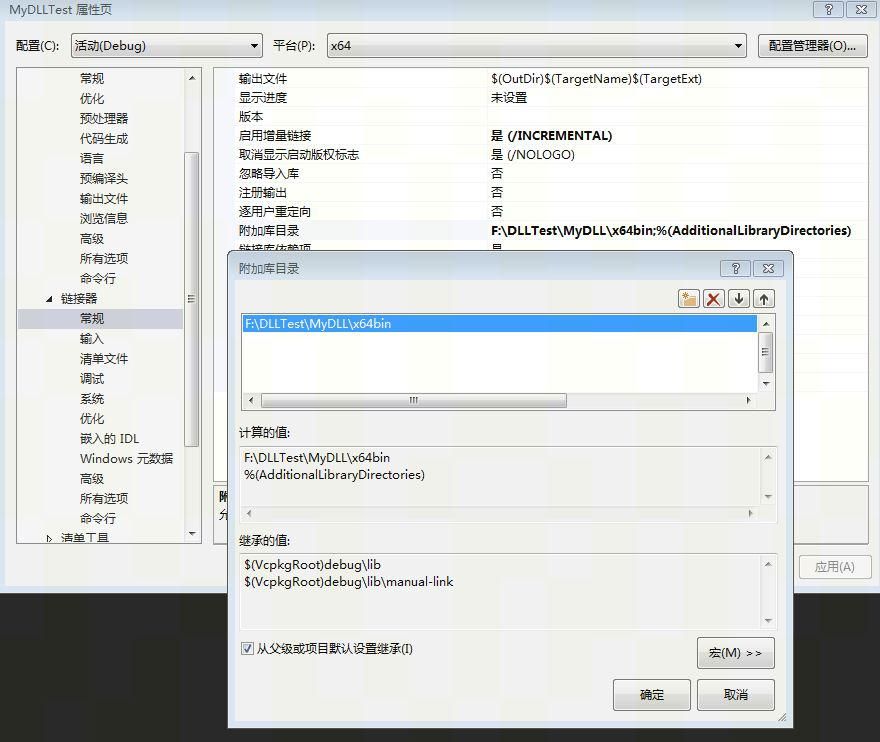 MyDLLTest 属性页
配置(C): 活动(Debug) 平台(P): x64 配置管理器(O)...
常规
优化
预处理器
代码生成
语言
预编译头
输出文件
浏览信息
高级
所有选项
命令行
链接器
常规
输入
清单文件
调试
系统
优化
嵌入的 IDL
Windows 元数据
高级
所有选项
命令行
清单工具
输出文件 $(OutDir)$(TargetName)$(TargetExt)
显示进度 未设置
版本
启用增量链接 是 (/INCREMENTAL)
取消显示启动版权标志 是 (/NOLOGO)
忽略导入库 否
注册输出 否
逐用户重定向 否
附加库目录 F:\DLLTest\MyDLL\x64bin;%(AdditionalLibraryDirectories)
链接库依赖项 是
附加库目录
F:\DLLTest\MyDLL\x64bin
计算的值:
F:\DLLTest\MyDLL\x64bin
%(AdditionalLibraryDirectories)
继承的值:
$(VcpkgRoot)debug\lib
$(VcpkgRoot)debug\lib\manual-link
从父级或项目默认设置继承(I)
宏(M) >>
确定 取消
应用(A)